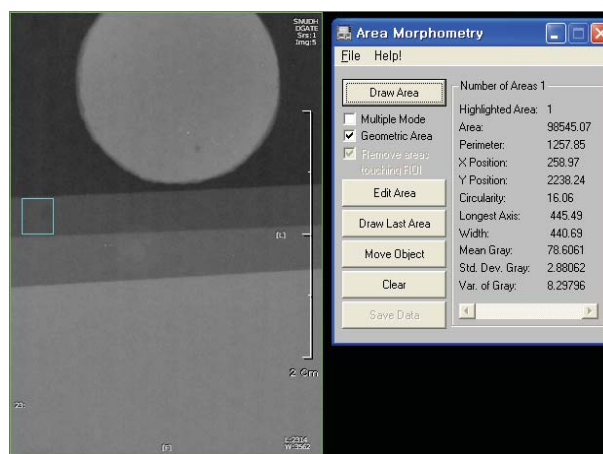 SNUDH
DGATE
Srs:1
Img:5
[L]
2 Cm
23:
[F]
L:2314
W:3562
Area Morphometry
File Help!
Draw Area
Multiple Mode
Geometric Area
Remove areas
touching ROI
Edit Area
Draw Last Area
Move Object
Clear
Save Data
Number of Areas 1
Highlighted Area: 1
Area: 98545.07
Perimeter: 1257.85
X Position: 258.97
Y Position: 2238.24
Circularity: 16.06
Longest Axis: 445.49
Width: 440.69
Mean Gray: 78.6061
Std. Dev. Gray: 2.88062
Var. of Gray: 8.29796